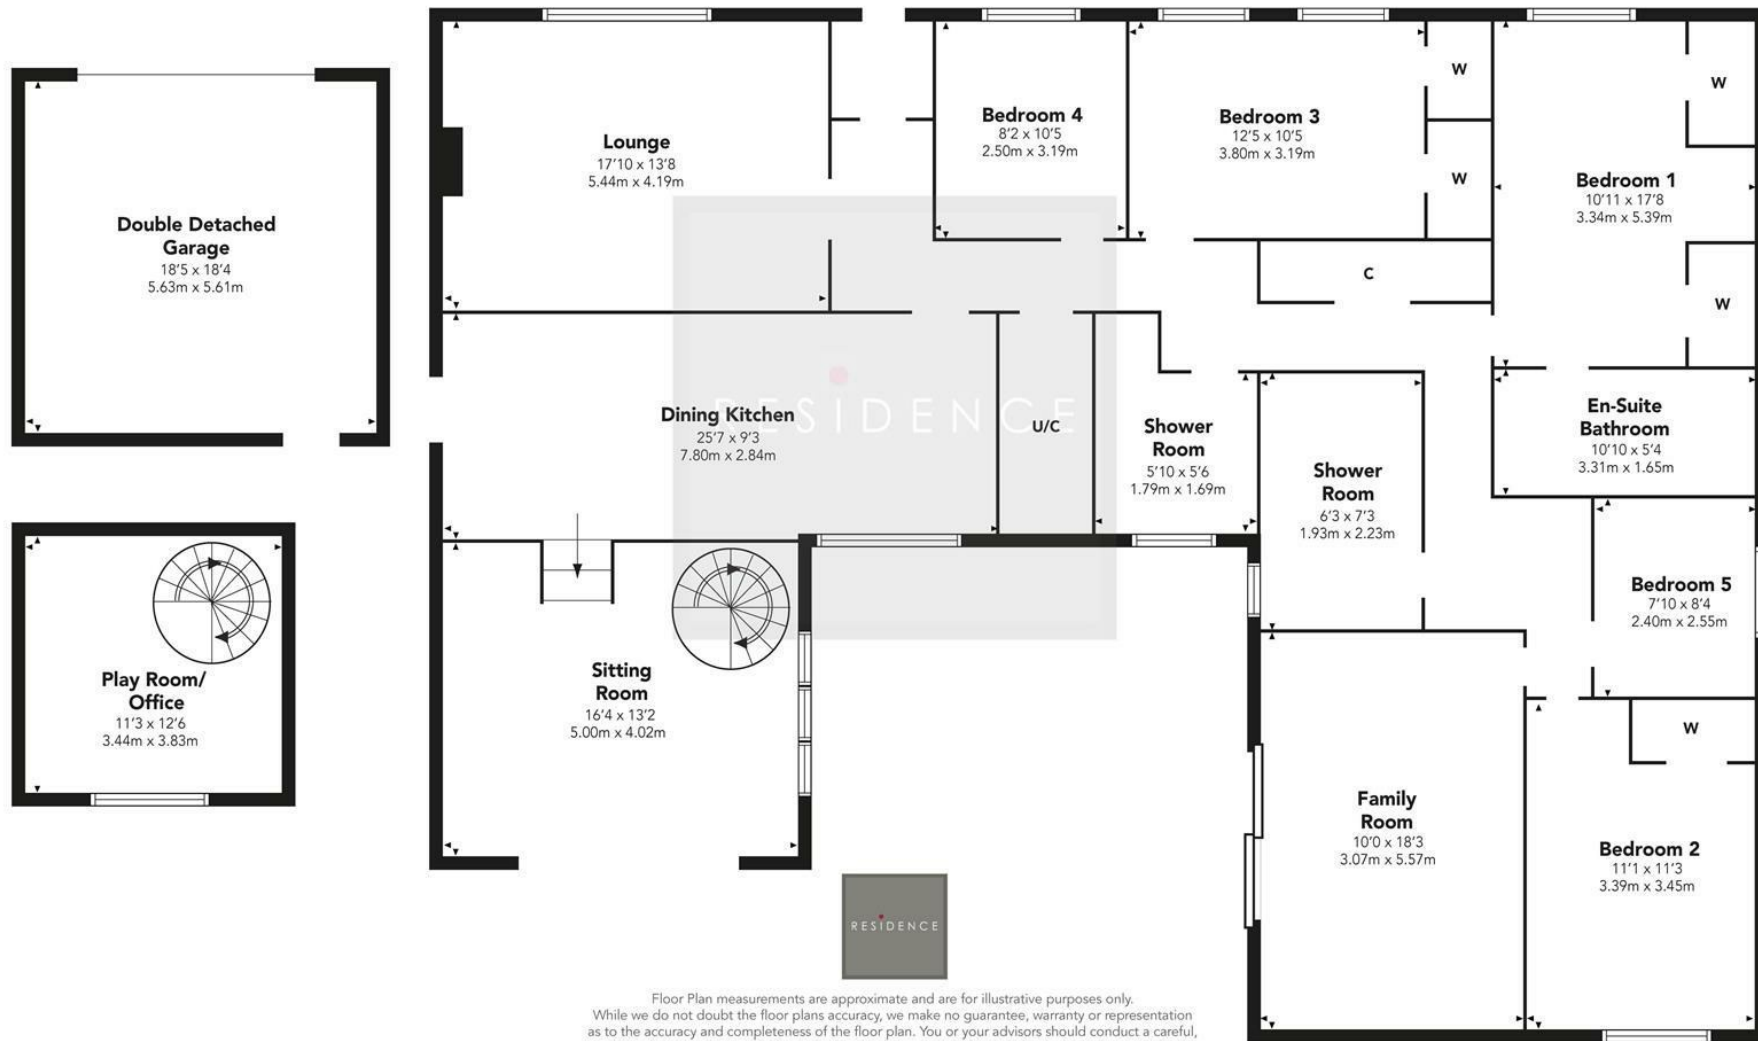 Double Detached
Garage
18'5 x 18'4
5.63m x 5.61m
Play Room/
Office
11'3 x 12'6
3.44m x 3.83m
Lounge
17'10 x 13'8
5.44m x 4.19m
Bedroom 4
8'2 x 10'5
2.50m x 3.19m
Bedroom 3
12'5 x 10'5
3.80m x 3.19m
W
W
Bedroom 1
10'11 x 17'8
3.34m x 5.39m
W
W
C
Dining Kitchen
25'7 x 9'3
7.80m x 2.84m
RESIDENCE
U/C
Shower
Room
5'10 x 5'6
1.79m x 1.69m
Shower
Room
6'3 x 7'3
1.93m x 2.23m
En-Suite
Bathroom
10'10 x 5'4
3.31m x 1.65m
Bedroom 5
7'10 x 8'4
2.40m x 2.55m
Sitting
Room
16'4 x 13'2
5.00m x 4.02m
Family
Room
10'0 x 18'3
3.07m x 5.57m
W
Bedroom 2
11'1 x 11'3
3.39m x 3.45m
RESIDENCE
Floor Plan measurements are approximate and are for illustrative purposes only.
While we do not doubt the floor plans accuracy, we make no guarantee, warranty or representation
as to the accuracy and completeness of the floor plan. You or your advisors should conduct a careful,